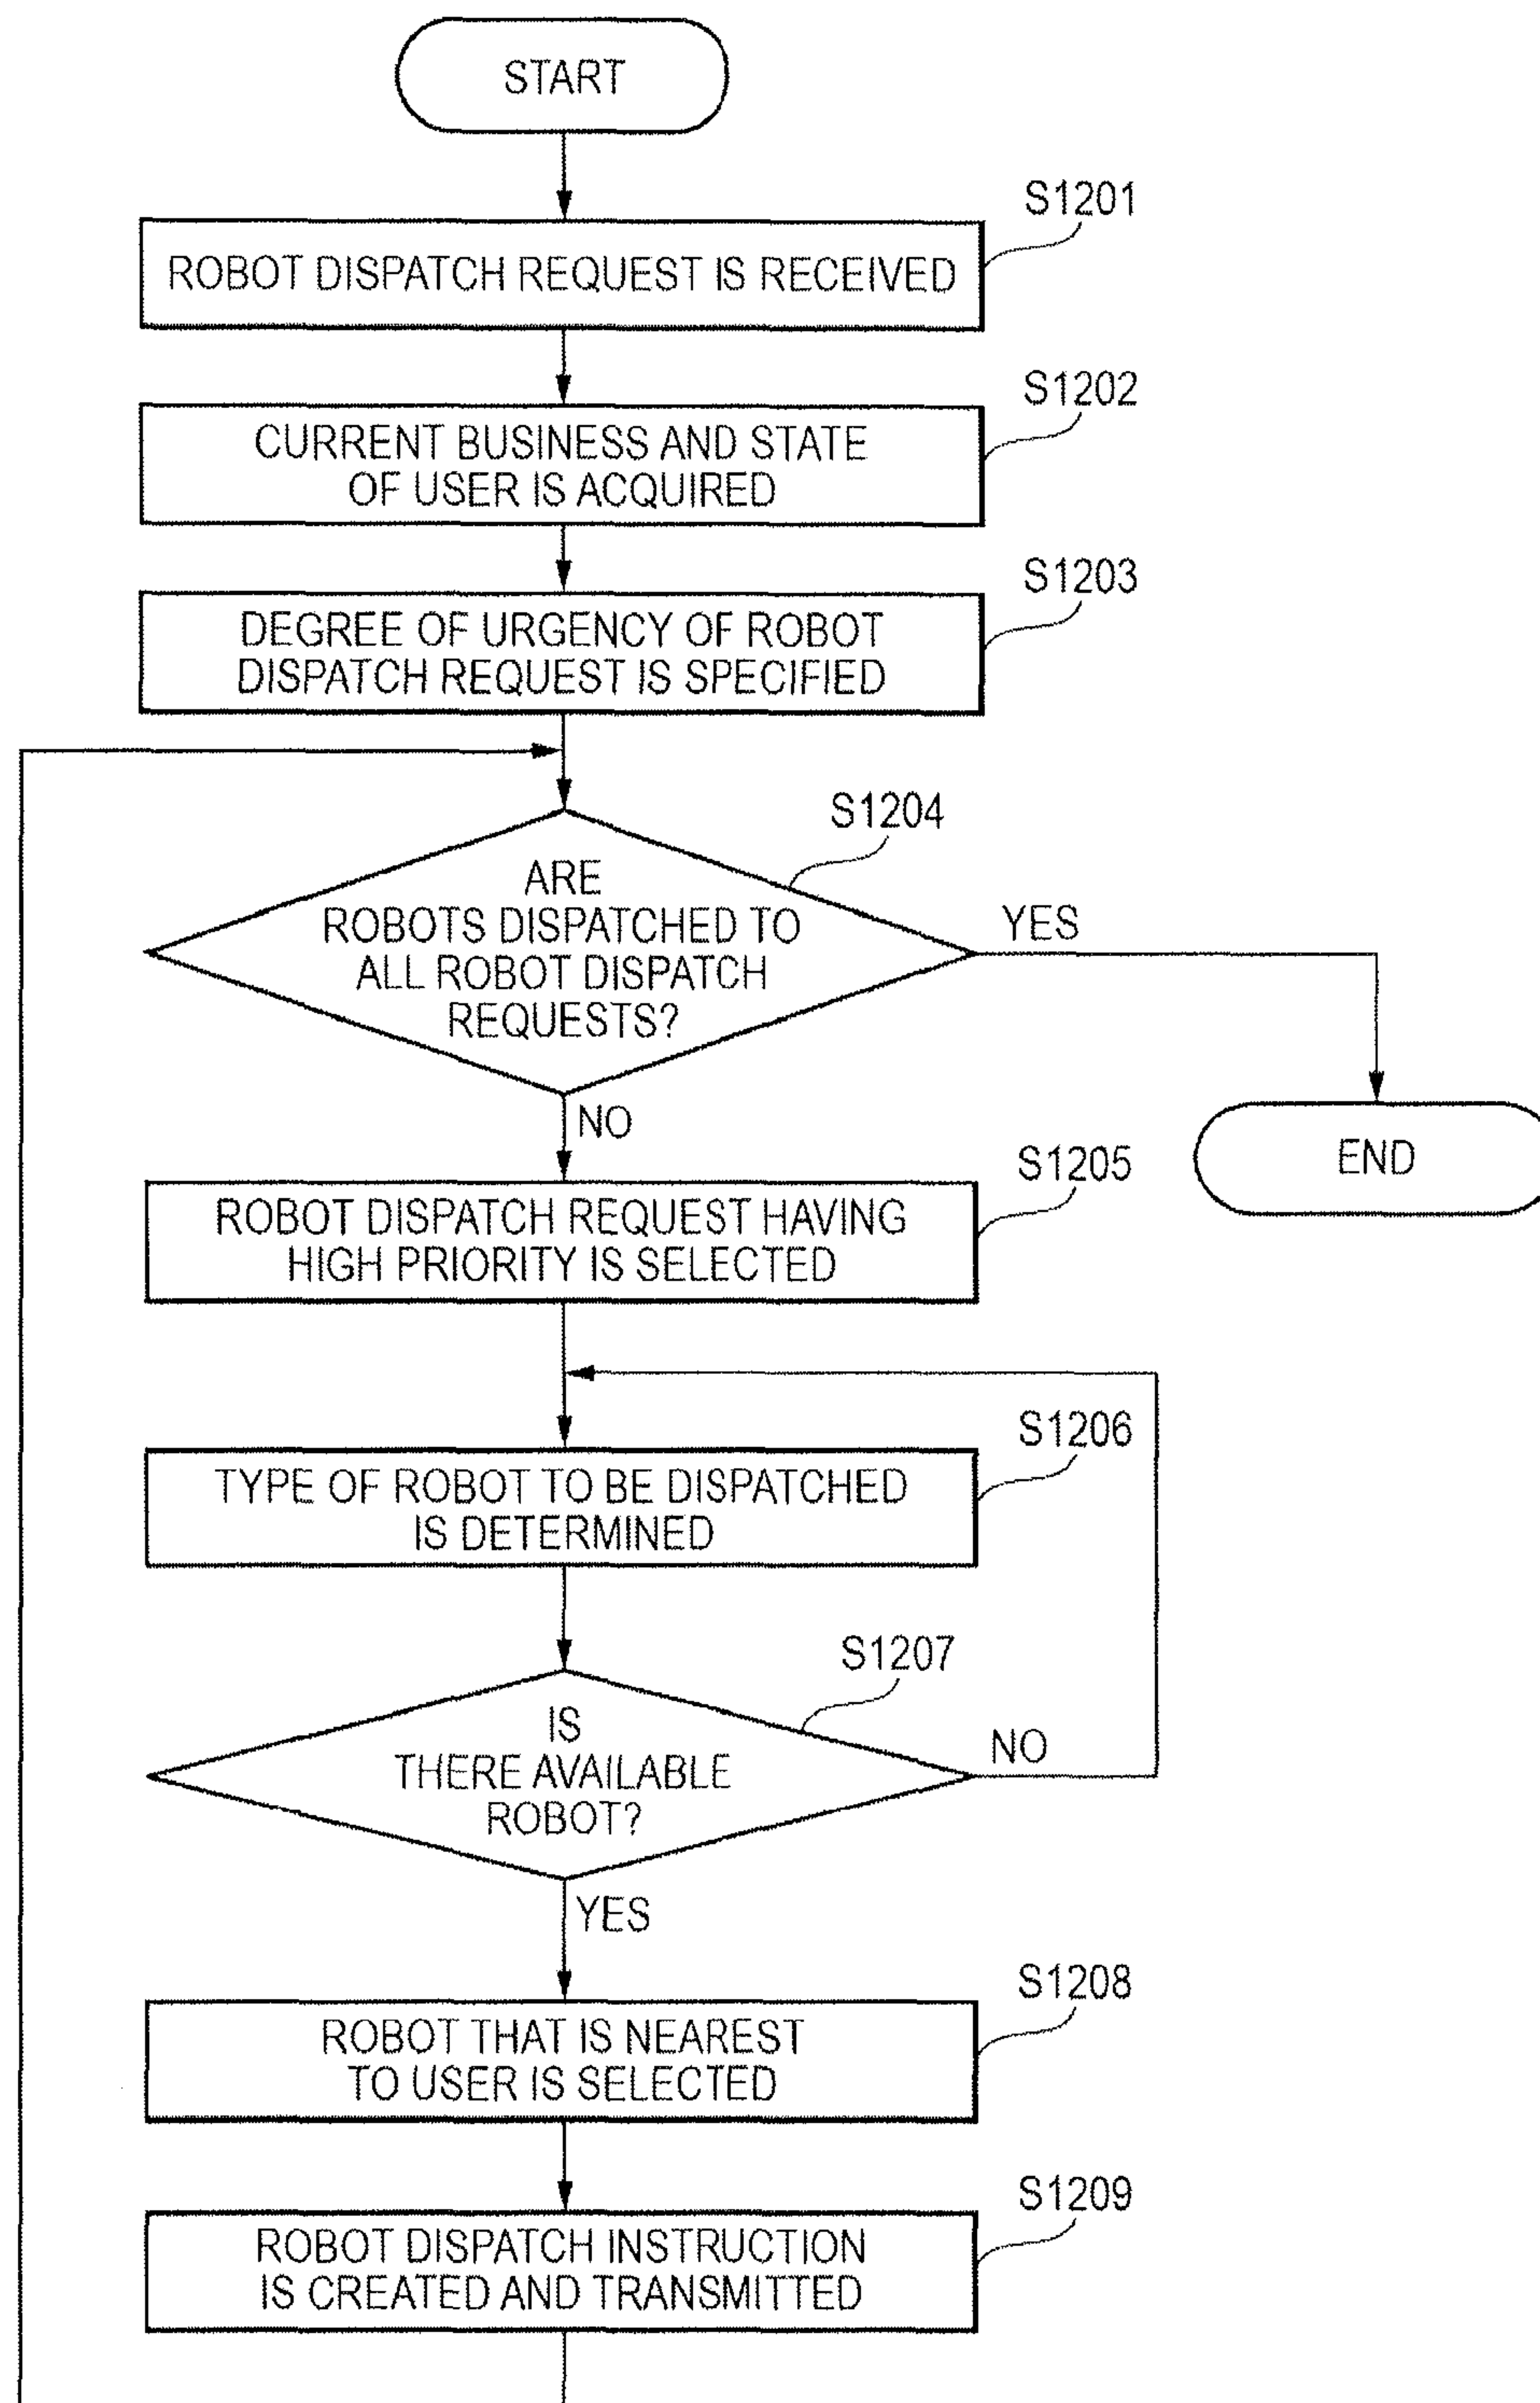 START
S1201
ROBOT DISPATCH REQUEST IS RECEIVED
S1202
CURRENT BUSINESS AND STATE
OF USER IS ACQUIRED
S1203
DEGREE OF URGENCY OF ROBOT
DISPATCH REQUEST IS SPECIFIED
S1204
ARE
ROBOTS DISPATCHED TO
ALL ROBOT DISPATCH
REQUESTS?
YES
NO
END
S1205
ROBOT DISPATCH REQUEST HAVING
HIGH PRIORITY IS SELECTED
S1206
TYPE OF ROBOT TO BE DISPATCHED
IS DETERMINED
S1207
IS
THERE AVAILABLE
ROBOT?
NO
YES
S1208
ROBOT THAT IS NEAREST
TO USER IS SELECTED
S1209
ROBOT DISPATCH INSTRUCTION
IS CREATED AND TRANSMITTED